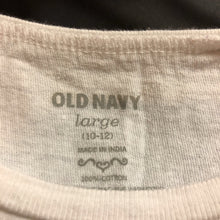 OLD NAVY
large
(10-12)
MADE IN INDIA
100% COTTON